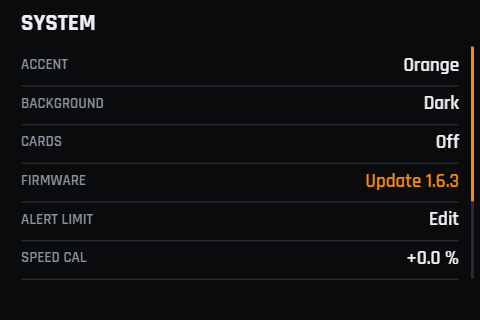 SYSTEM
ACCENT Orange
BACKGROUND Dark
CARDS Off
FIRMWARE Update 1.6.3
ALERT LIMIT Edit
SPEED CAL +0.0 %